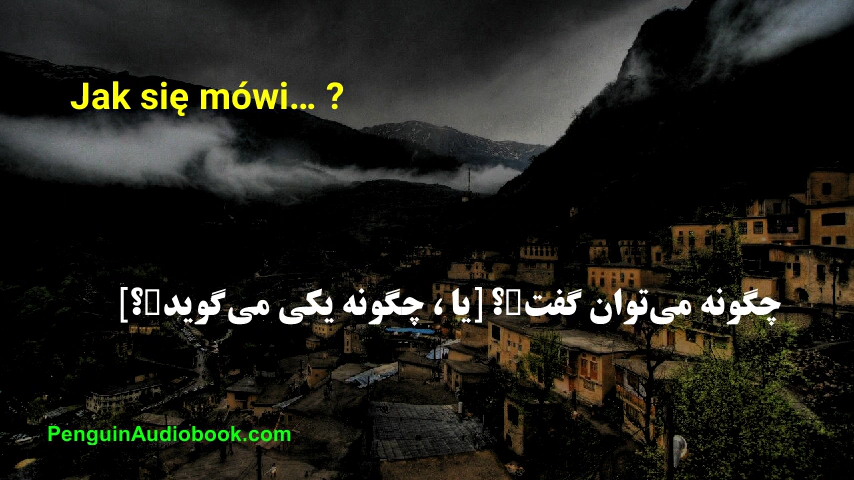 Jak się mówi… ?
چگونه می‌توان گفت؟ [یا ، چگونه یکی می‌گوید؟]
PenguinAudiobook.com